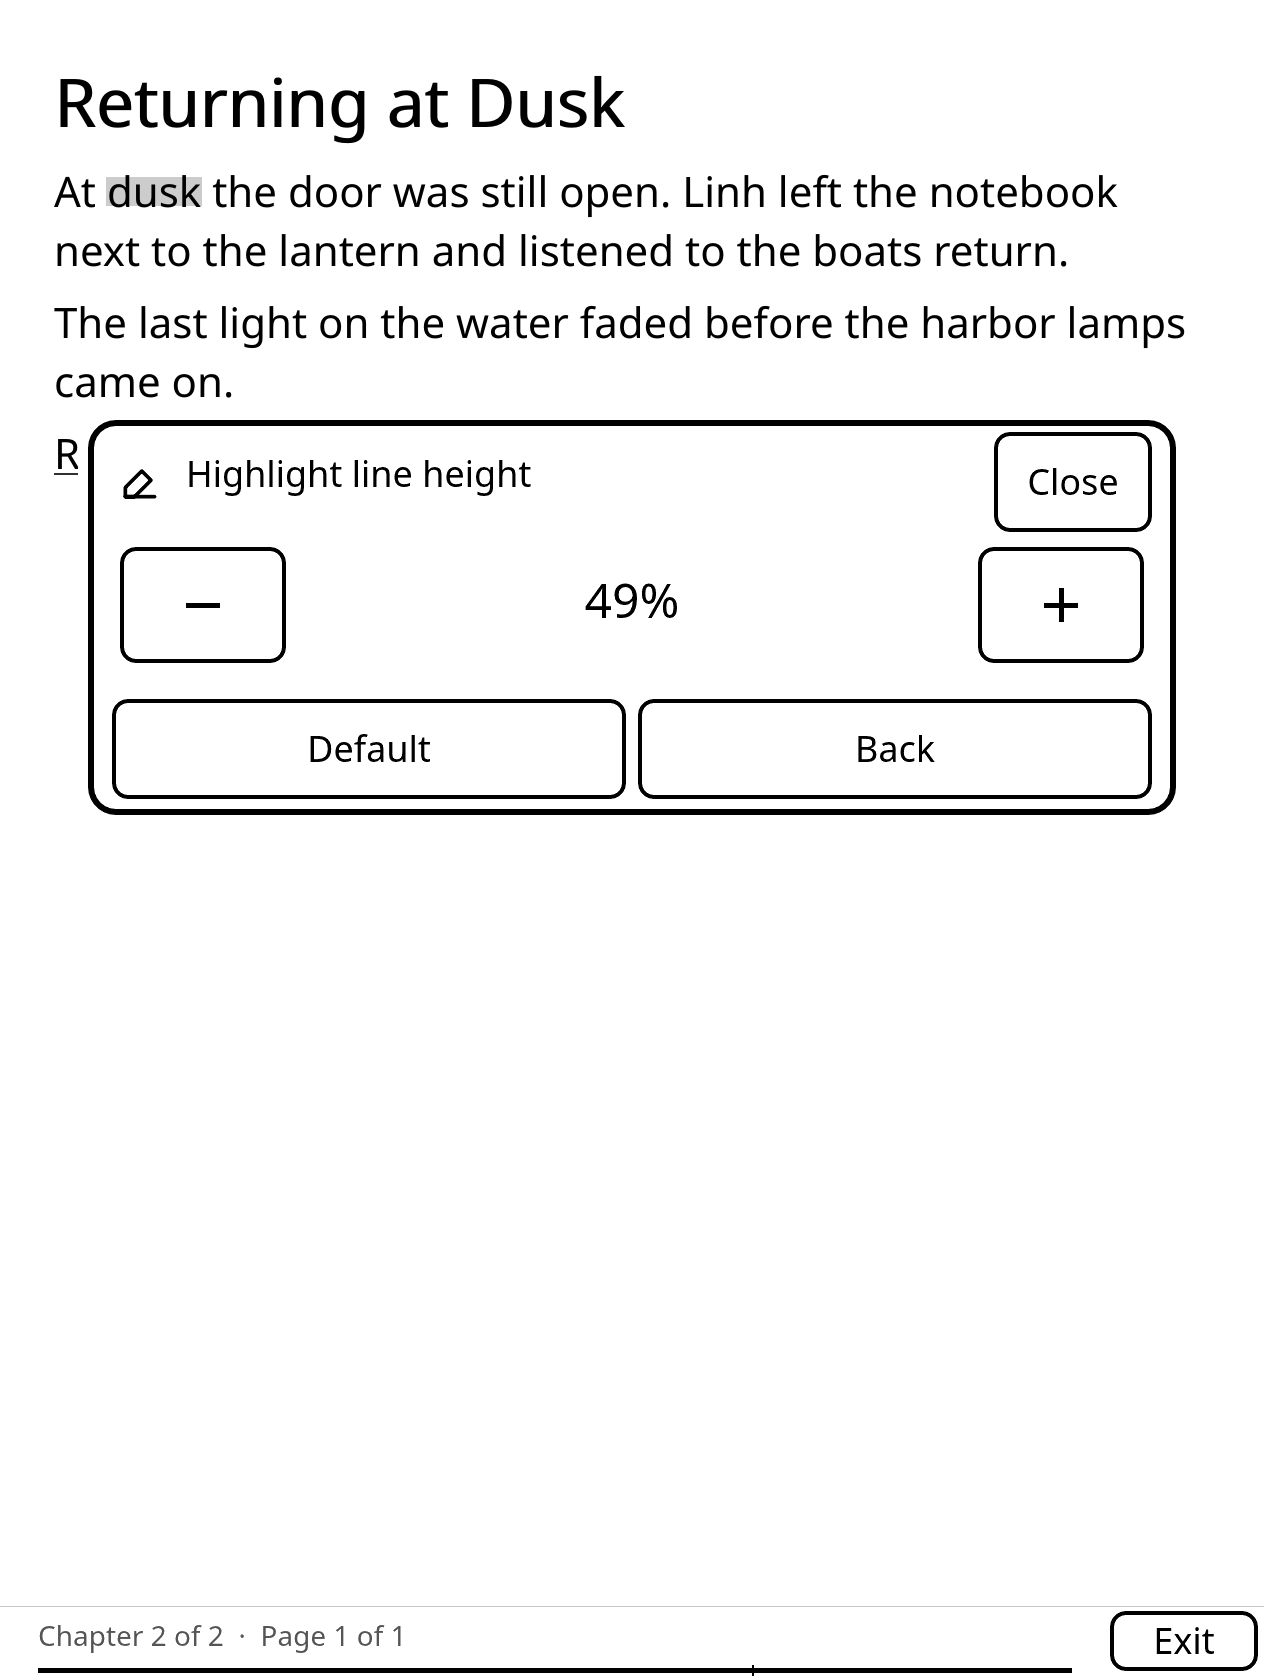 Returning at Dusk
At dusk the door was still open. Linh left the notebook
next to the lantern and listened to the boats return.
The last light on the water faded before the harbor lamps
came on.
R
Highlight line height
Close
−
49%
+
Default
Back
Chapter 2 of 2 · Page 1 of 1
Exit